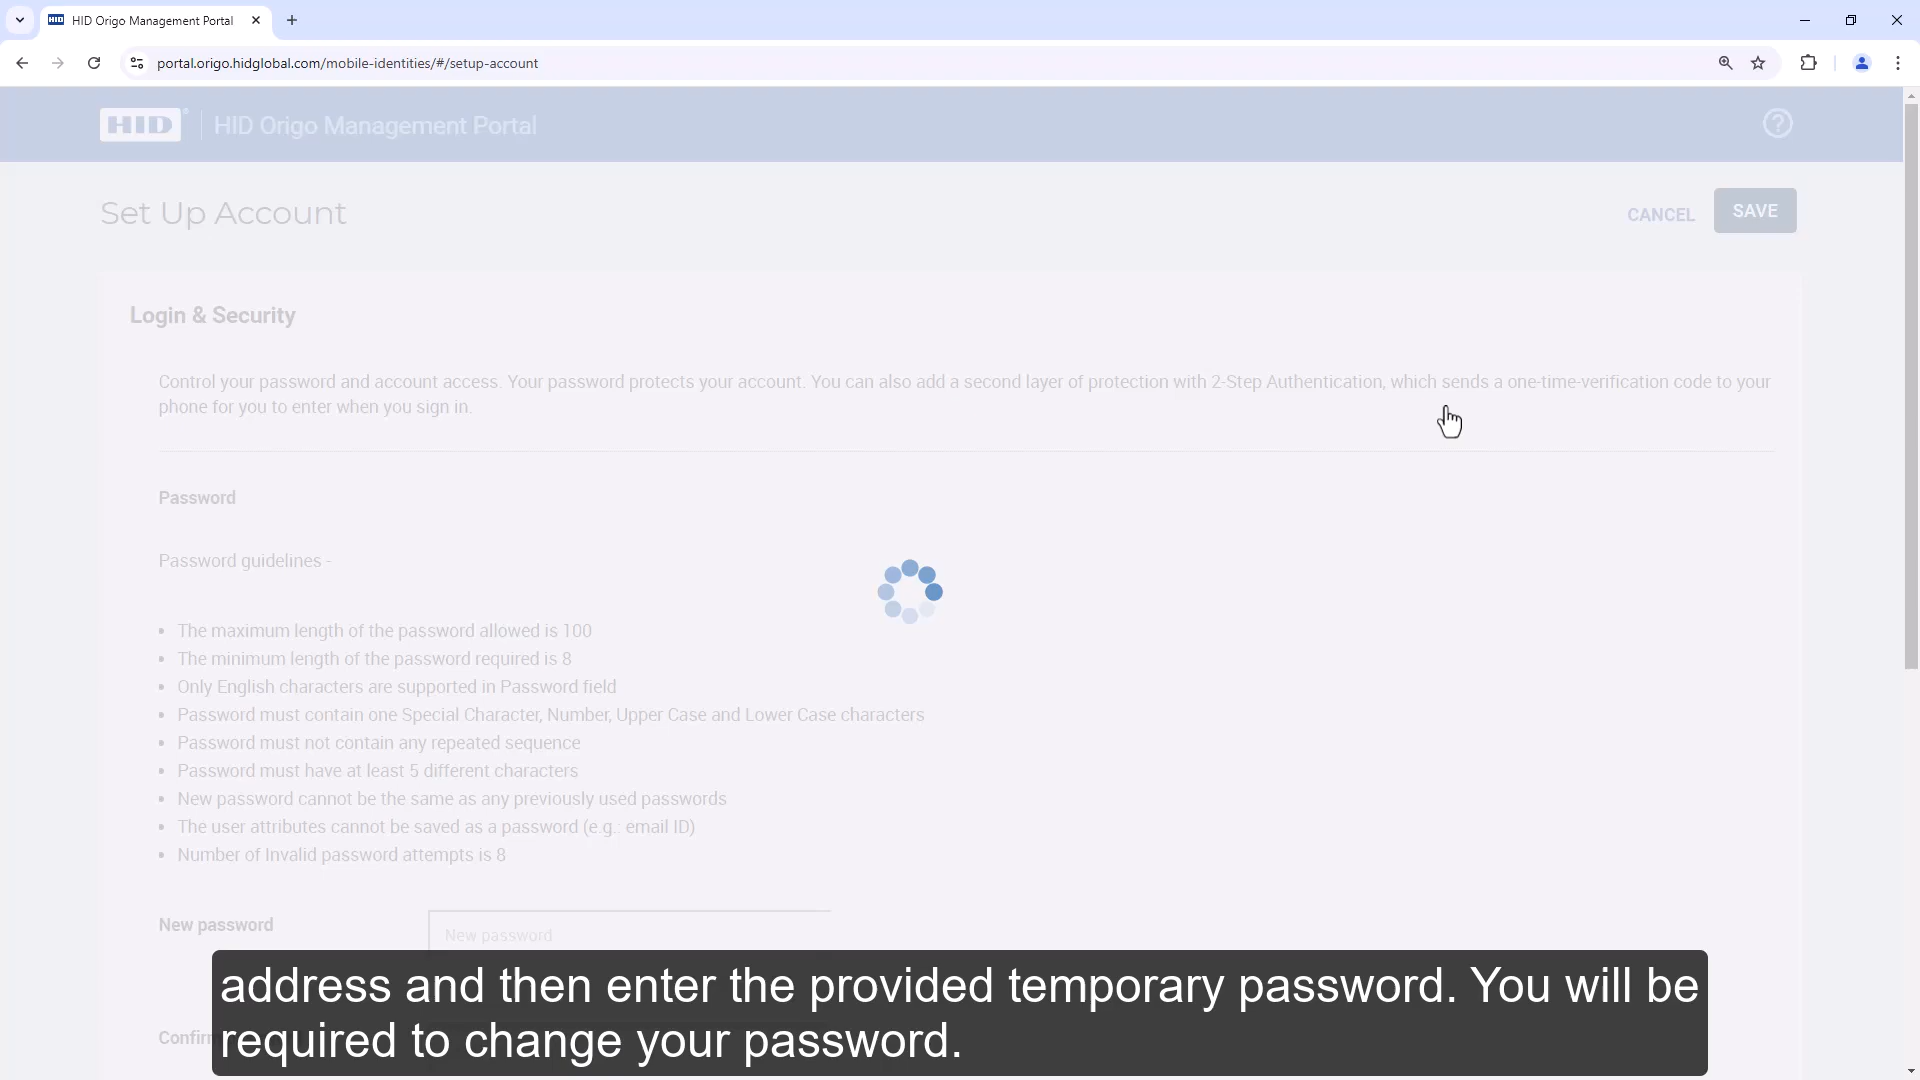 HID Origo Management Portal
portal.origo.hidglobal.com/mobile-identities/#/setup-account
HID HID Origo Management Portal
Set Up Account
CANCEL SAVE
Login & Security
Control your password and account access. Your password protects your account. You can also add a second layer of protection with 2-Step Authentication, which sends a one-time-verification code to your
phone for you to enter when you sign in.
Password
Password guidelines -
• The maximum length of the password allowed is 100
• The minimum length of the password required is 8
• Only English characters are supported in Password field
• Password must contain one Special Character, Number, Upper Case and Lower Case characters
• Password must not contain any repeated sequence
• Password must have at least 5 different characters
• New password cannot be the same as any previously used passwords
• The user attributes cannot be saved as a password (e.g.: email ID)
• Number of Invalid password attempts is 8
New password New password
address and then enter the provided temporary password. You will be
required to change your password.